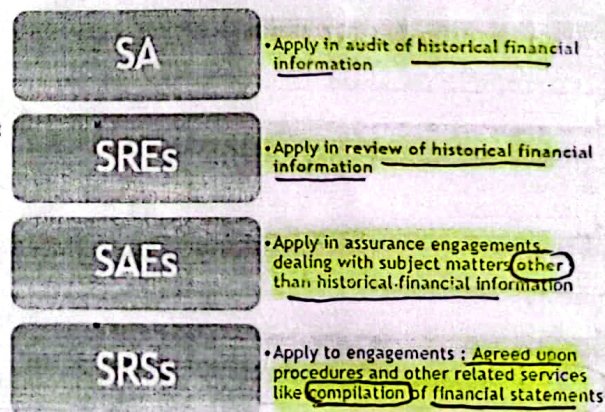 SA
•Apply in audit of historical financial
information
SREs
•Apply in review of historical financial
information
SAEs
•Apply in assurance engagements
dealing with subject matters other
than historical financial information
SRSs
•Apply to engagements : Agreed upon
procedures and other related services
like compilation of financial statements